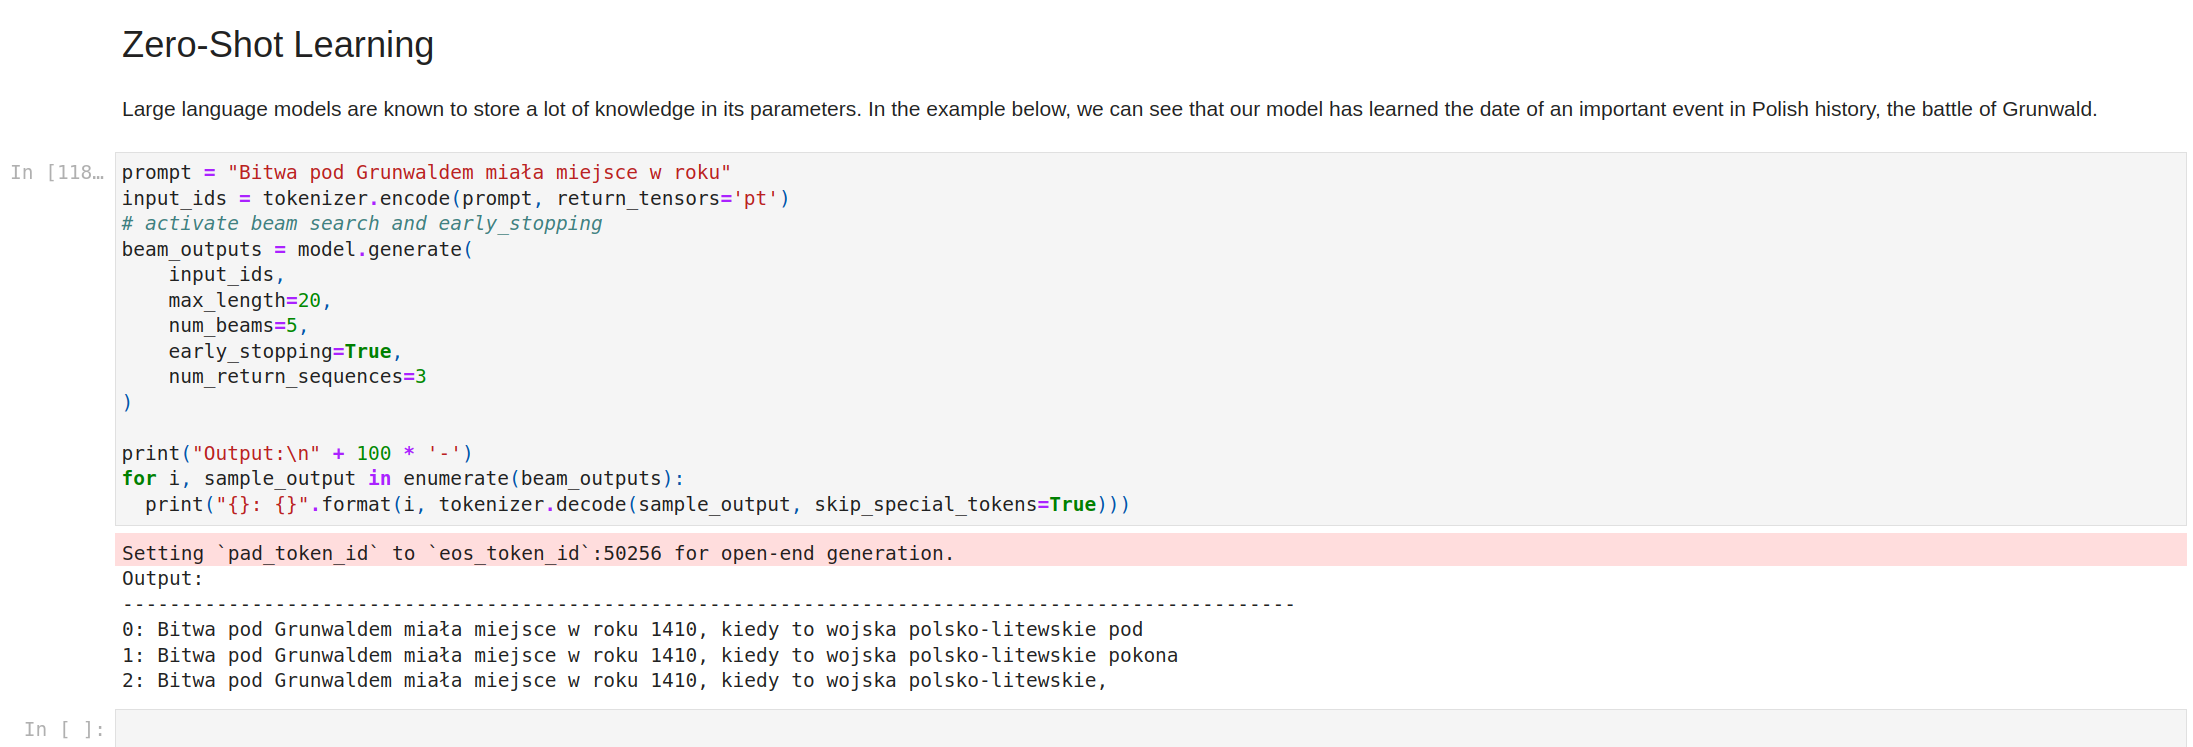 Zero-Shot Learning
Large language models are known to store a lot of knowledge in its parameters. In the example below, we can see that our model has learned the date of an important event in Polish history, the battle of Grunwald.
In [118…
prompt = "Bitwa pod Grunwaldem miała miejsce w roku"
input_ids = tokenizer.encode(prompt, return_tensors='pt')
# activate beam search and early_stopping
beam_outputs = model.generate(
    input_ids,
    max_length=20,
    num_beams=5,
    early_stopping=True,
    num_return_sequences=3
)
print("Output:\n" + 100 * '-')
for i, sample_output in enumerate(beam_outputs):
  print("{}: {}".format(i, tokenizer.decode(sample_output, skip_special_tokens=True)))
Setting `pad_token_id` to `eos_token_id`:50256 for open-end generation.
Output:
----------------------------------------------------------------------------------------------------
0: Bitwa pod Grunwaldem miała miejsce w roku 1410, kiedy to wojska polsko-litewskie pod
1: Bitwa pod Grunwaldem miała miejsce w roku 1410, kiedy to wojska polsko-litewskie pokona
2: Bitwa pod Grunwaldem miała miejsce w roku 1410, kiedy to wojska polsko-litewskie,
In [ ]: